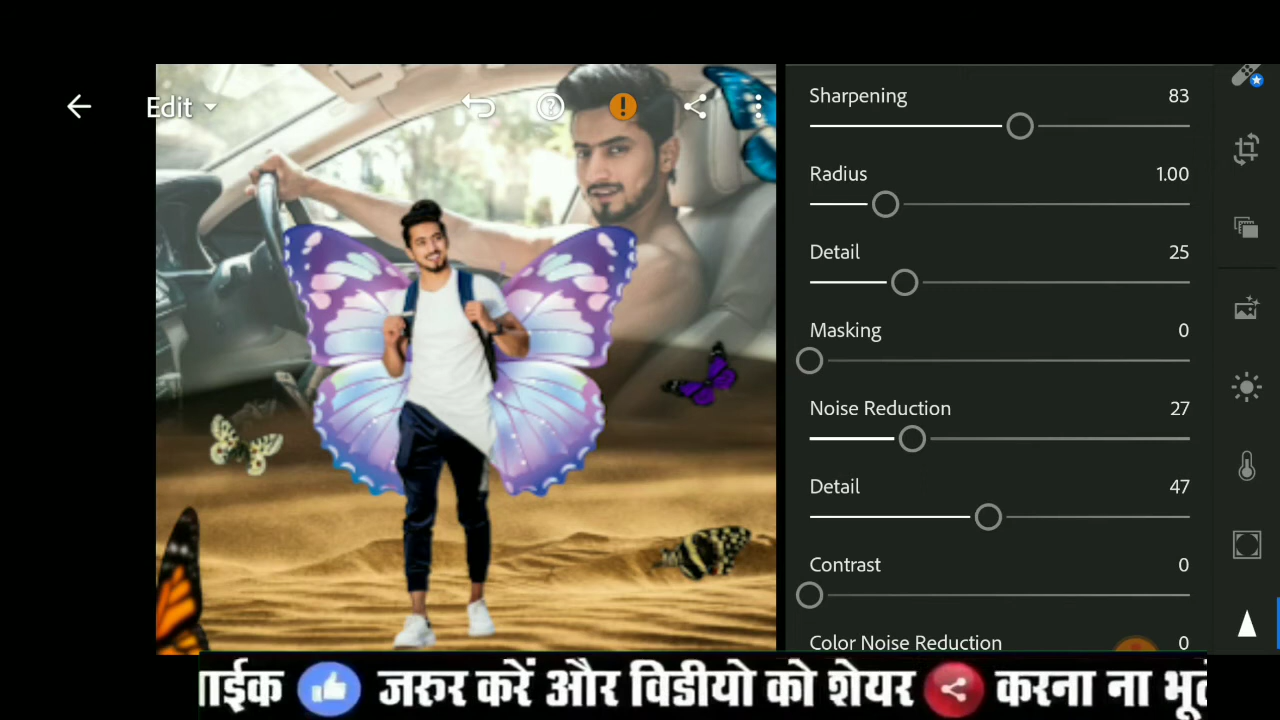 Edit
Sharpening 83
Radius 1.00
Detail 25
Masking 0
Noise Reduction 27
Detail 47
Contrast 0
Color Noise Reduction 0
जरुर करें और विडीयो को शेयर करना ना